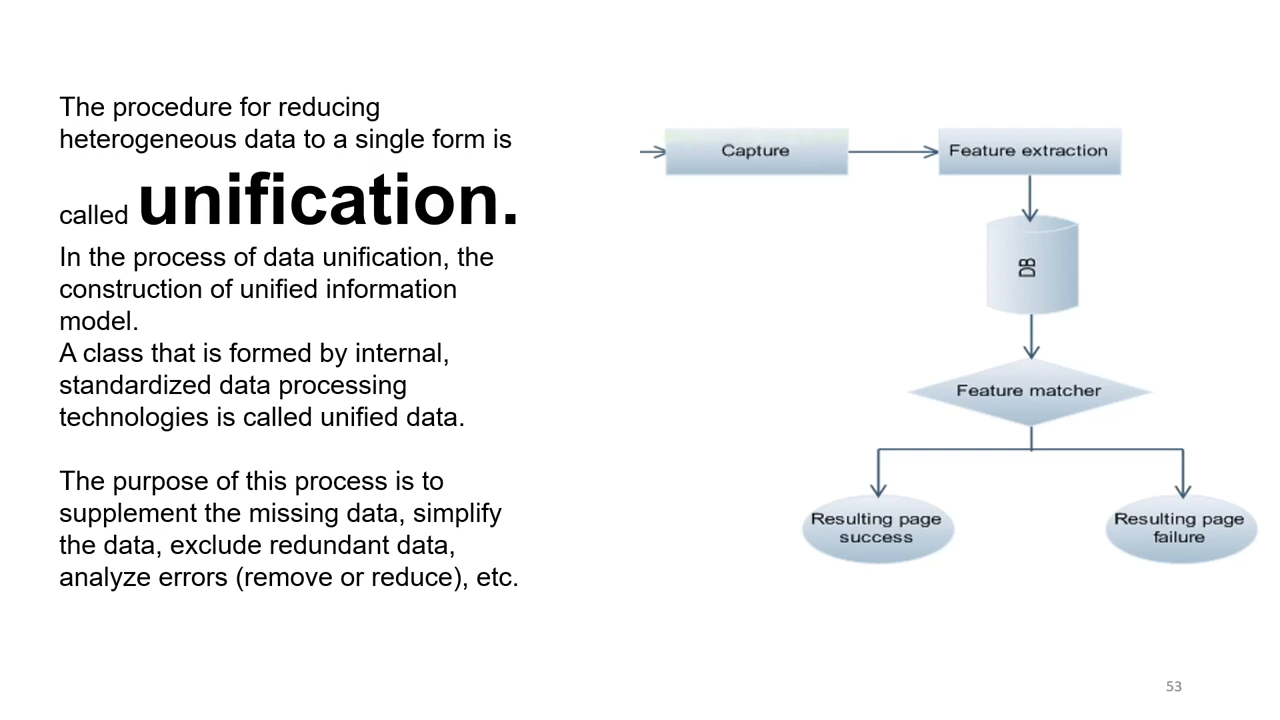 The procedure for reducing
heterogeneous data to a single form is
called unification.
In the process of data unification, the
construction of unified information
model.
A class that is formed by internal,
standardized data processing
technologies is called unified data.
The purpose of this process is to
supplement the missing data, simplify
the data, exclude redundant data,
analyze errors (remove or reduce), etc.
Capture
Feature extraction
DB
Feature matcher
Resulting page
success
Resulting page
failure
53